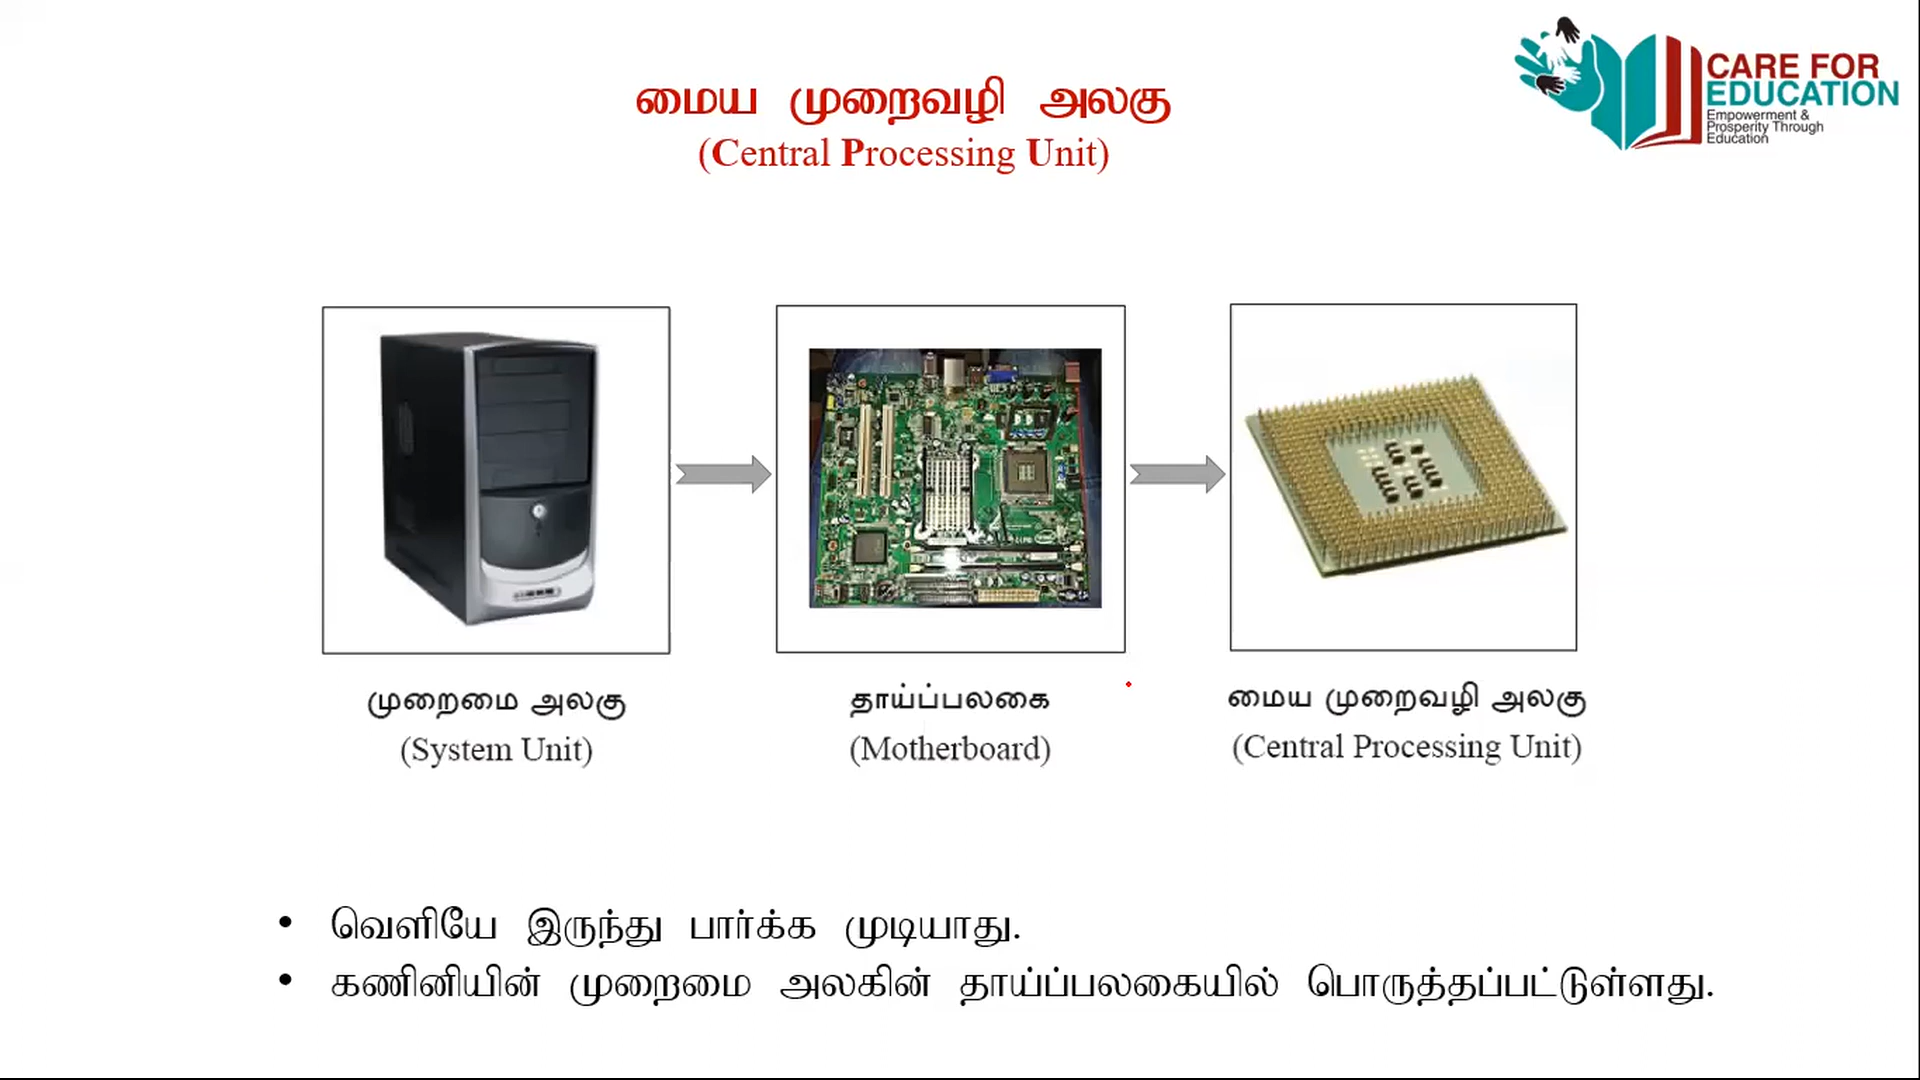 மைய முறைவழி அலகு
(Central Processing Unit)
CARE FOR
EDUCATION
Empowerment &
Prosperity Through
Education
முறைமை அலகு
(System Unit)
தாய்ப்பலகை
(Motherboard)
மைய முறைவழி அலகு
(Central Processing Unit)
• வெளியே இருந்து பார்க்க முடியாது.
• கணினியின் முறைமை அலகின் தாய்ப்பலகையில் பொருத்தப்பட்டுள்ளது.